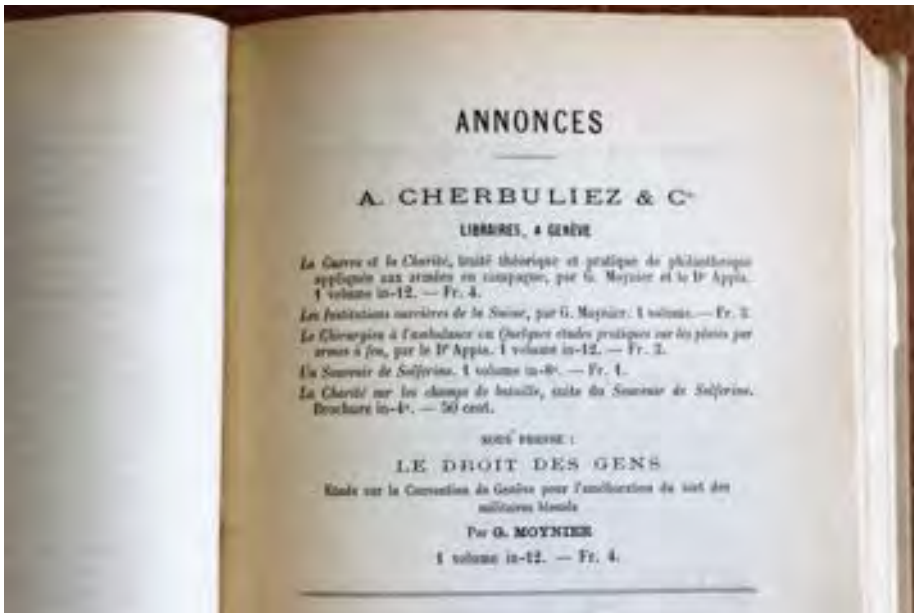 ANNONCES
A. CHERBULIEZ & Cⁱᵉ
LIBRAIRES, A GENÈVE
La Guerre et la Charité, traité théorique et pratique de philanthropie
appliquée aux armées en campagne, par G. Moynier et le Dʳ Appia.
1 volume in-12. — Fr. 4.
Les Institutions ouvrières de la Suisse, par G. Moynier. 1 volume. — Fr.
Le Chirurgien à l'ambulance ou Quelques études pratiques sur les plaies par
armes à feu, par le Dʳ Appia. 1 volume in-12. — Fr.
Un Souvenir de Solferino. 1 volume in-8º. — Fr. 1.
La Charité sur les champs de bataille, suite du Souvenir de Solferino.
Brochure in-4º. — 50 cent.
SOUS PRESSE :
LE DROIT DES GENS
Etude sur la Convention de Genève pour l'amélioration du sort des
militaires blessés
Par G. MOYNIER
1 volume in-12. — Fr. 4.